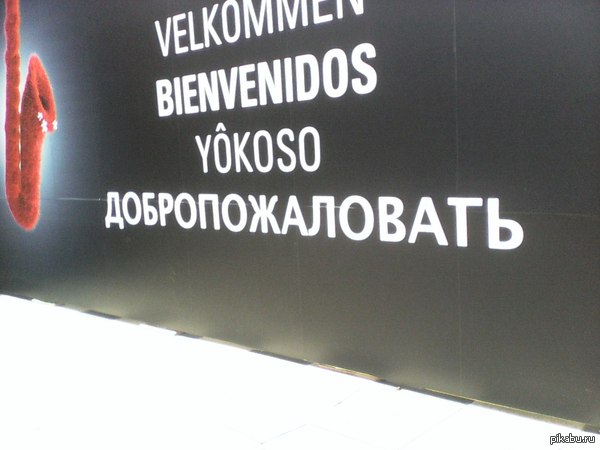 VELKOMMEN
BIENVENIDOS
YÔKOSO
ДОБРОПОЖАЛОВАТЬ
pikabu.ru